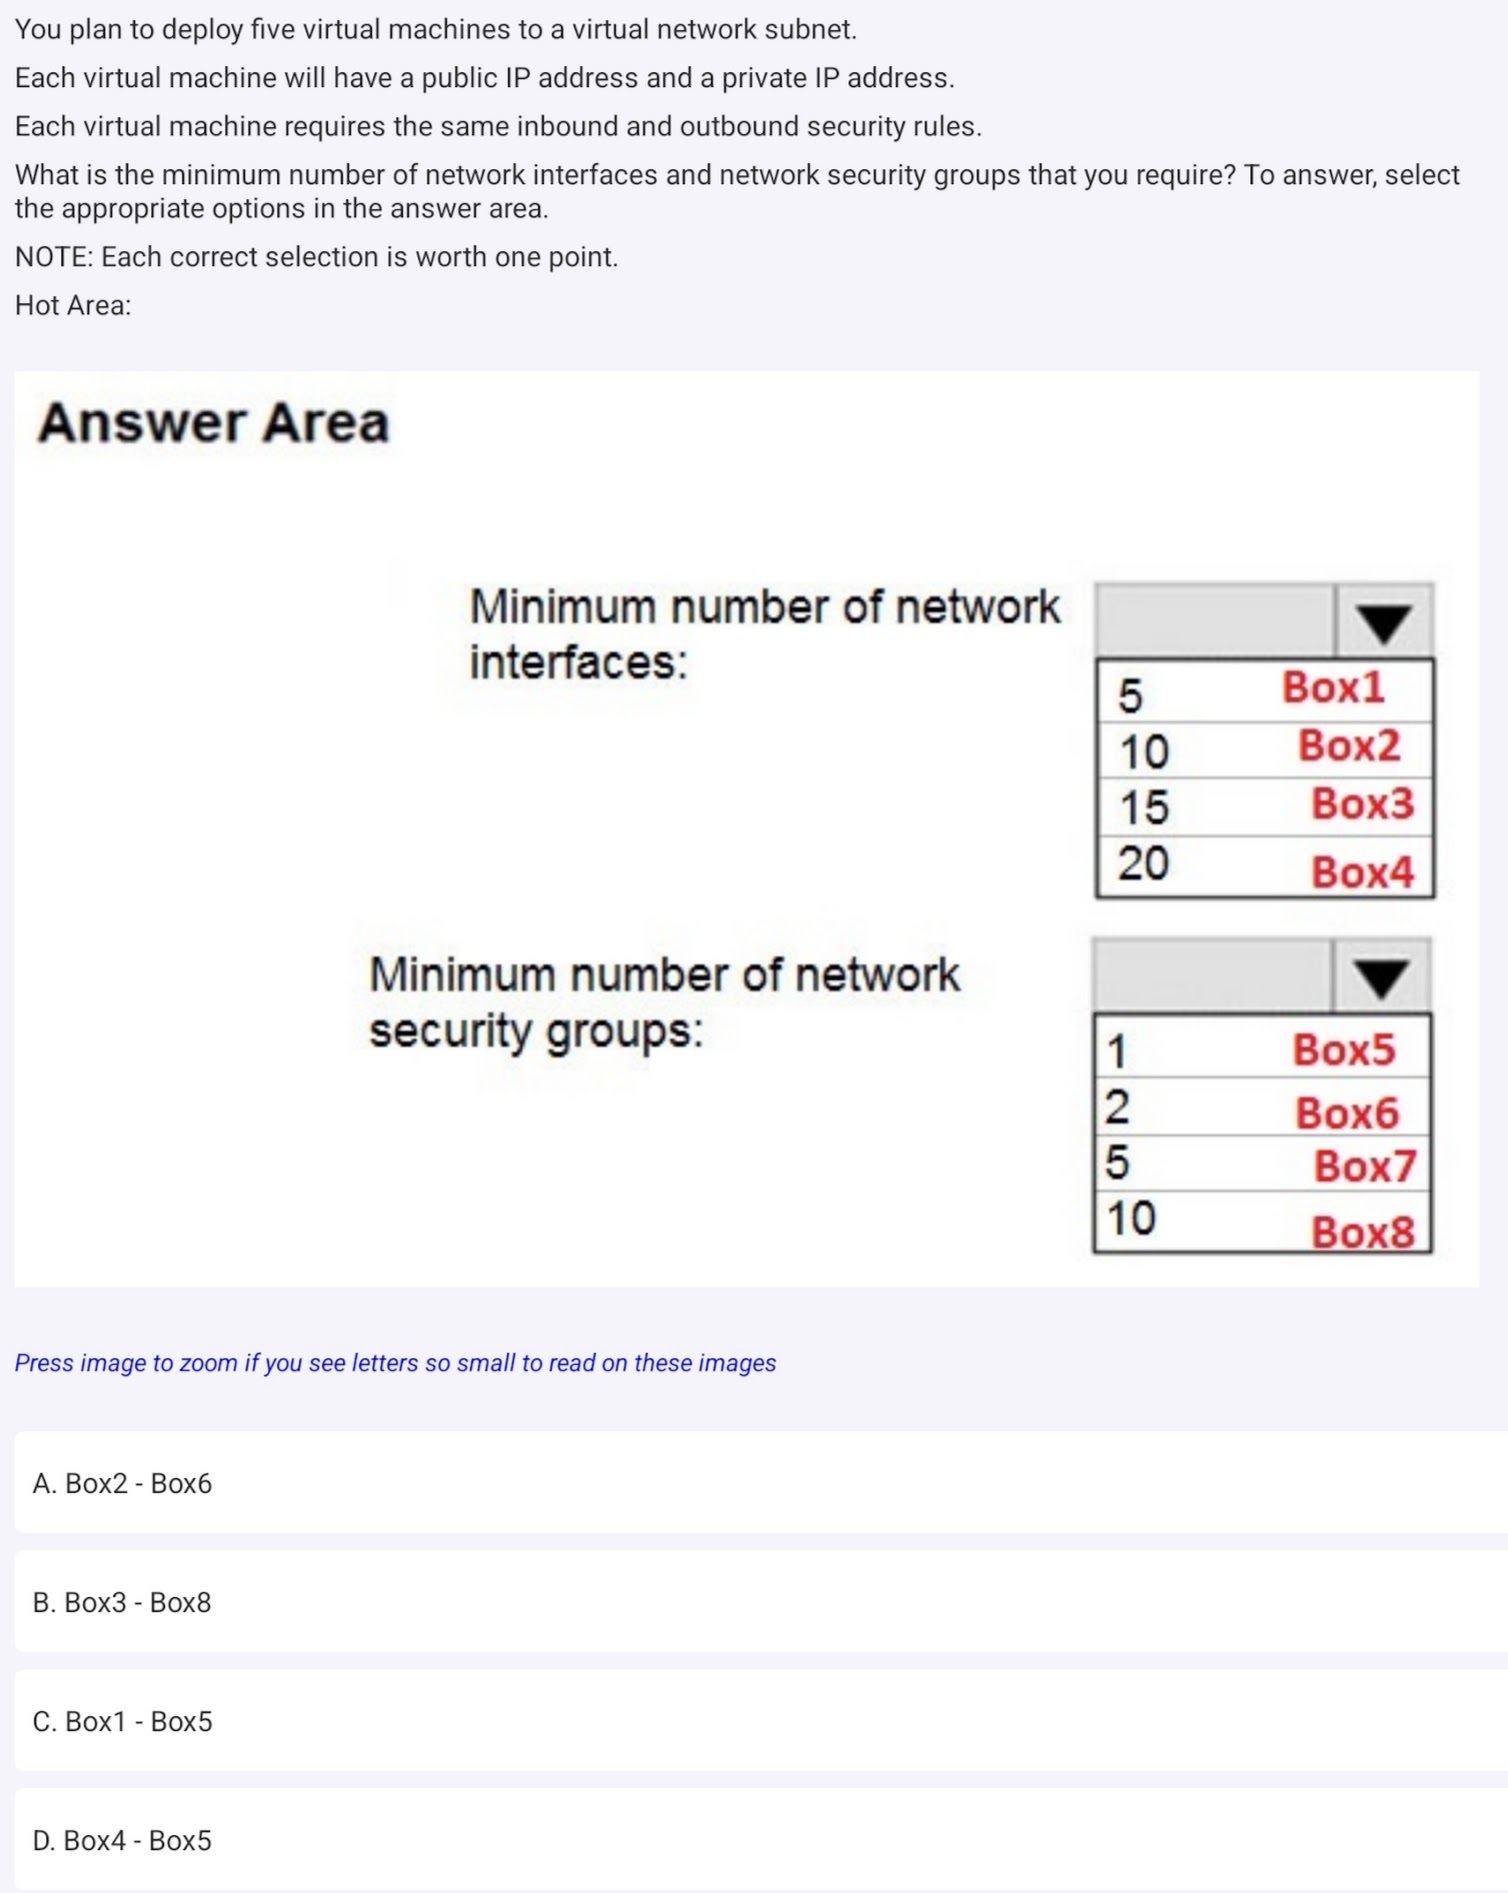 You plan to deploy five virtual machines to a virtual network subnet.
Each virtual machine will have a public IP address and a private IP address.
Each virtual machine requires the same inbound and outbound security rules.
What is the minimum number of network interfaces and network security groups that you require? To answer, select
the appropriate options in the answer area.
NOTE: Each correct selection is worth one point.
Hot Area:
Answer Area
Minimum number of network
interfaces:
5 Box1
10 Box2
15 Box3
20 Box4
Minimum number of network
security groups:
1 Box5
2 Box6
5 Box7
10 Box8
Press image to zoom if you see letters so small to read on these images
A. Box2 - Box6
B. Box3 - Box8
C. Box1 - Box5
D. Box4 - Box5